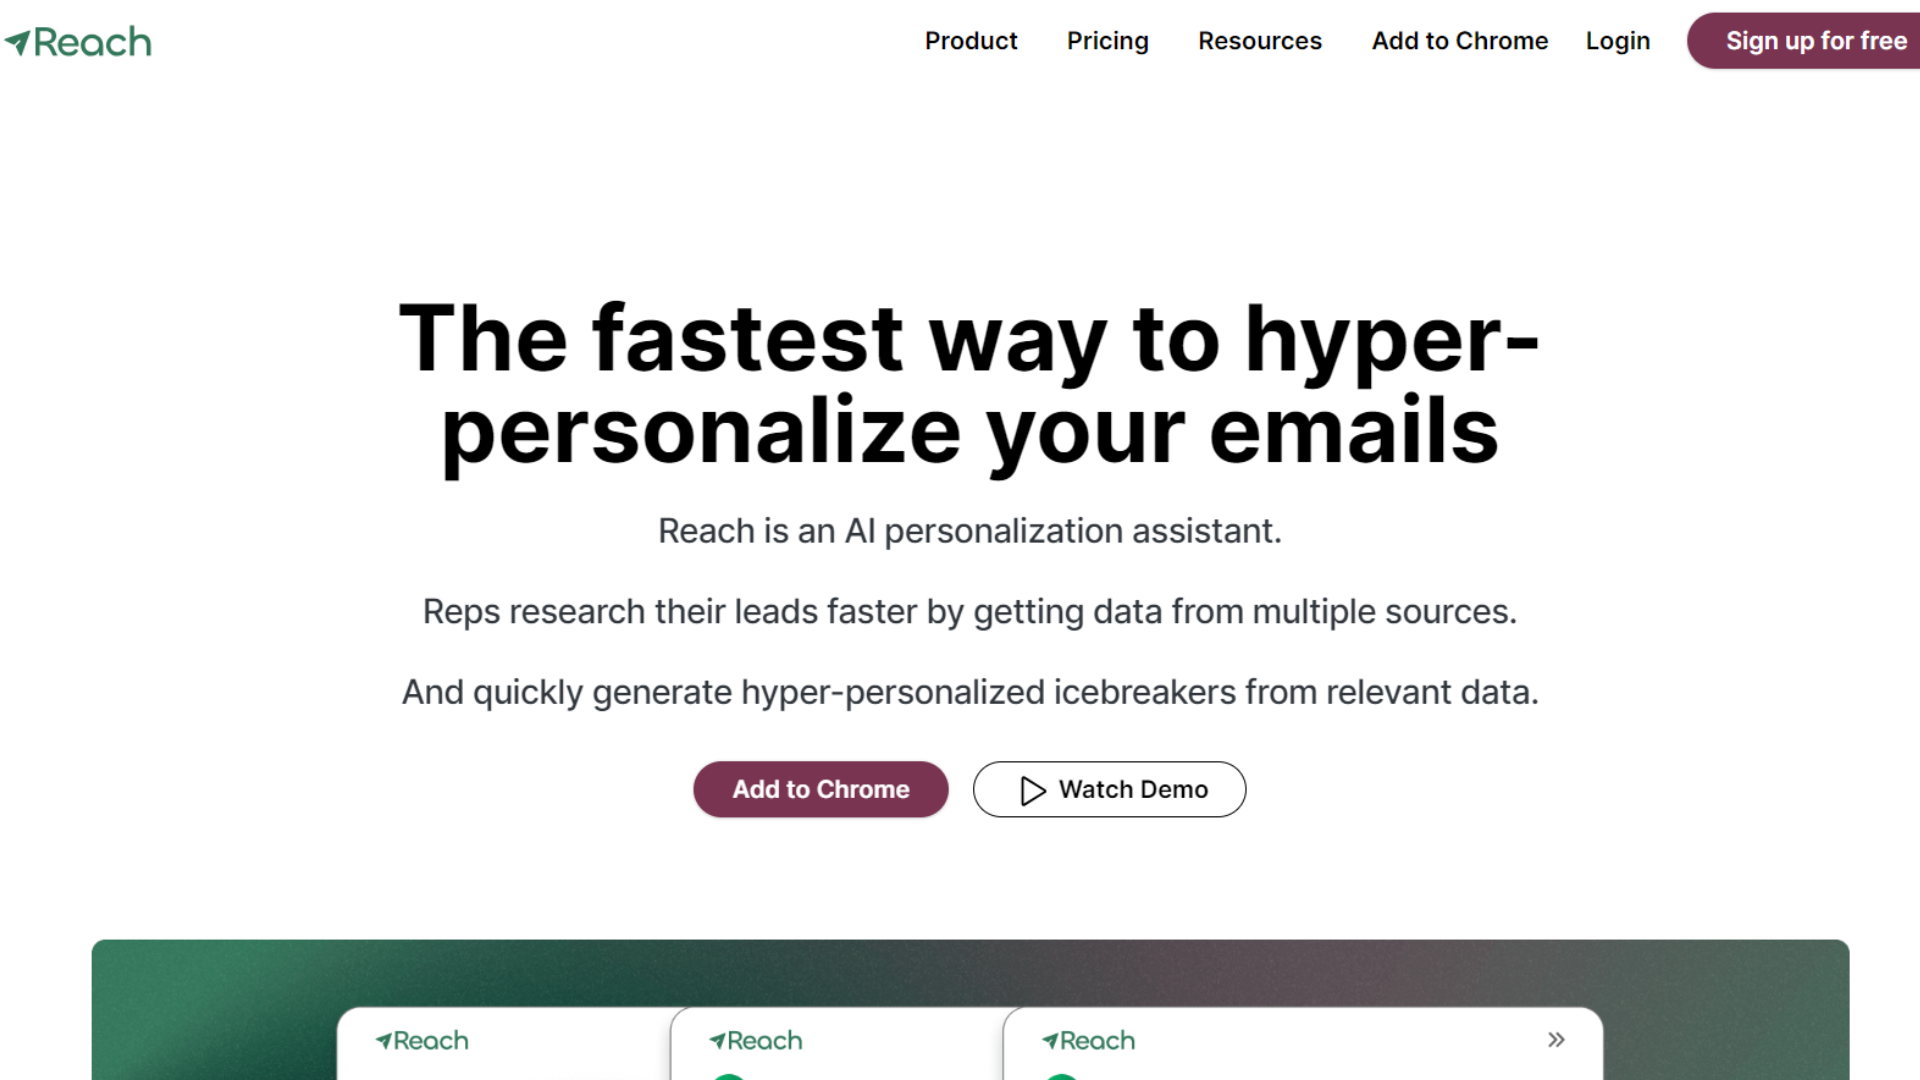 Reach
Product Pricing Resources Add to Chrome Login Sign up for free
The fastest way to hyper-
personalize your emails
Reach is an AI personalization assistant.
Reps research their leads faster by getting data from multiple sources.
And quickly generate hyper-personalized icebreakers from relevant data.
Add to Chrome Watch Demo
Reach Reach Reach